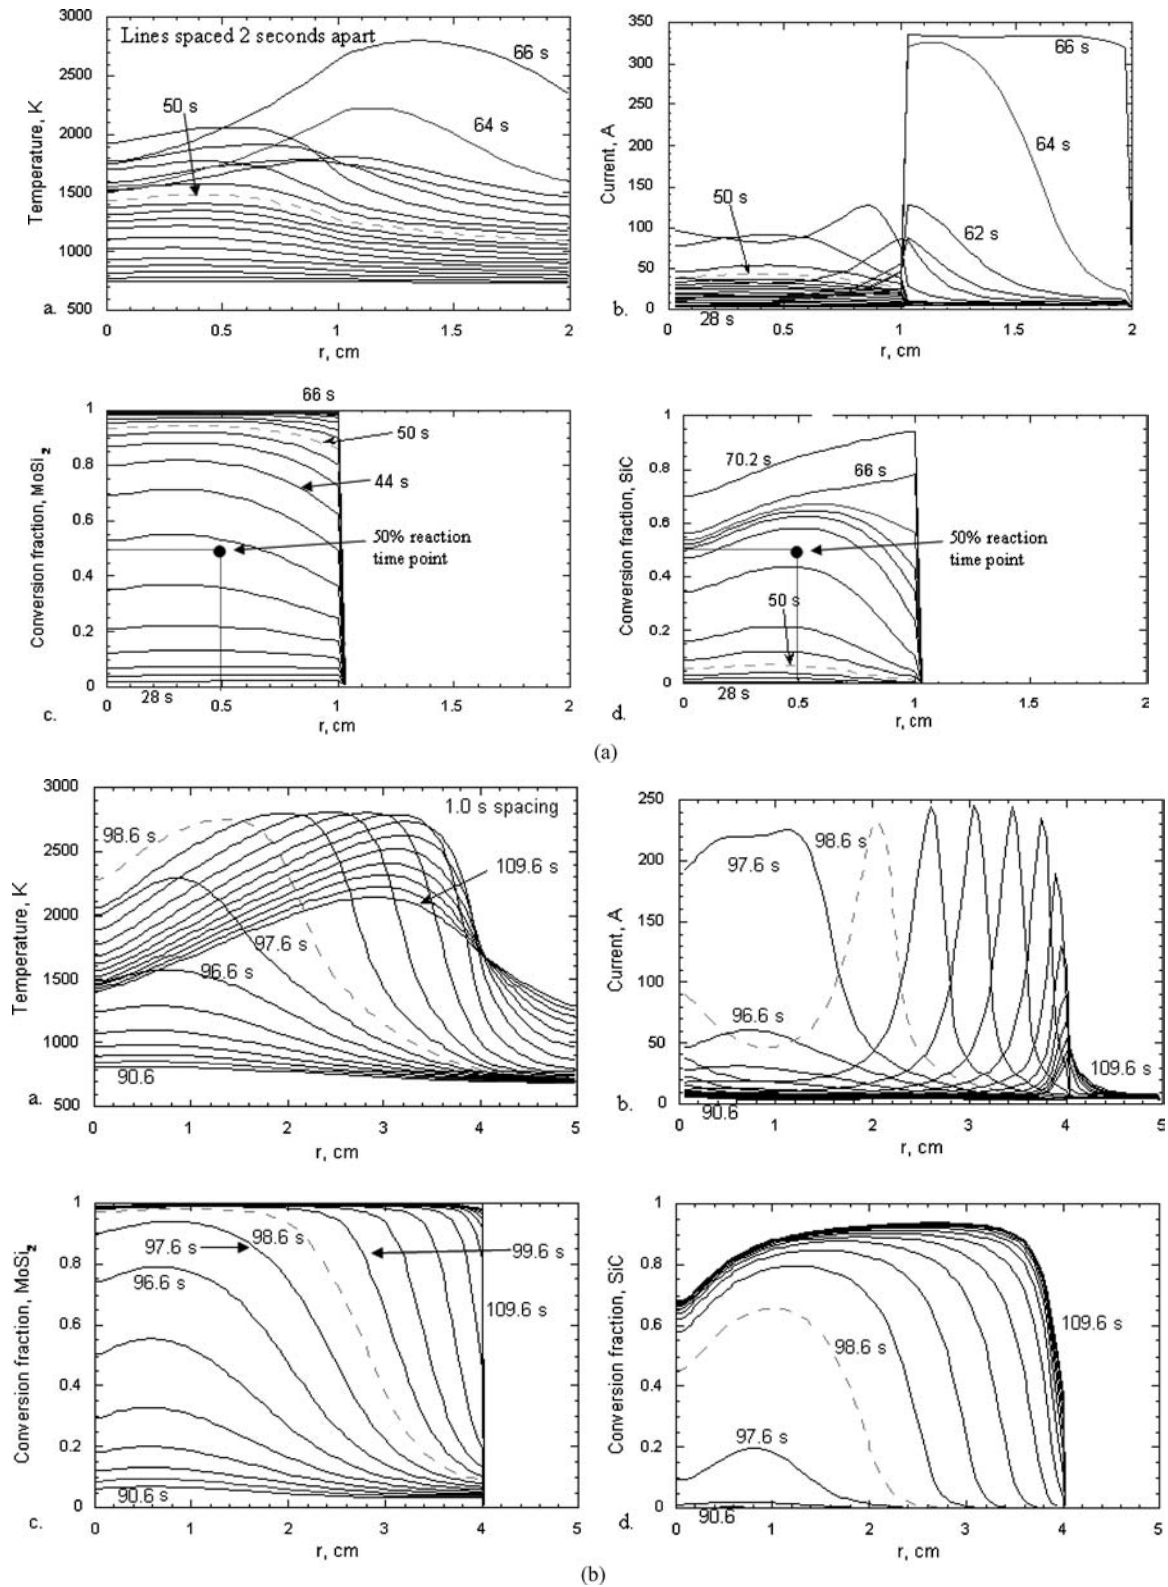 a.
Lines spaced 2 seconds apart
66 s
50 s
64 s
Temperature, K
3000
2500
2000
1500
1000
500
0
0.5
1
1.5
2
r, cm
b.
66 s
64 s
50 s
62 s
28 s
Current, A
350
300
250
200
150
100
50
0
0
0.5
1
1.5
2
r, cm
c.
66 s
50 s
44 s
50% reaction
time point
28 s
Conversion fraction, MoSi2
1
0.8
0.6
0.4
0.2
0
0
0.5
1
1.5
2
r, cm
d.
70.2 s
66 s
50% reaction
time point
50 s
28 s
Conversion fraction, SiC
1
0.8
0.6
0.4
0.2
0
0
0.5
1
1.5
2
r, cm
(a)
a.
1.0 s spacing
98.6 s
109.6 s
97.6 s
96.6 s
90.6
Temperature, K
3000
2500
2000
1500
1000
500
0
1
2
3
4
5
r, cm
b.
97.6 s
98.6 s
96.6 s
109.6 s
90.6
Current, A
250
200
150
100
50
0
0
1
2
3
4
5
r, cm
c.
97.6 s
98.6 s
99.6 s
96.6 s
109.6 s
90.6
Conversion fraction, MoSi2
1
0.8
0.6
0.4
0.2
0
0
1
2
3
4
5
r, cm
d.
109.6 s
98.6 s
97.6 s
90.6
Conversion fraction, SiC
1
0.8
0.6
0.4
0.2
0
0
1
2
3
4
5
r, cm
(b)